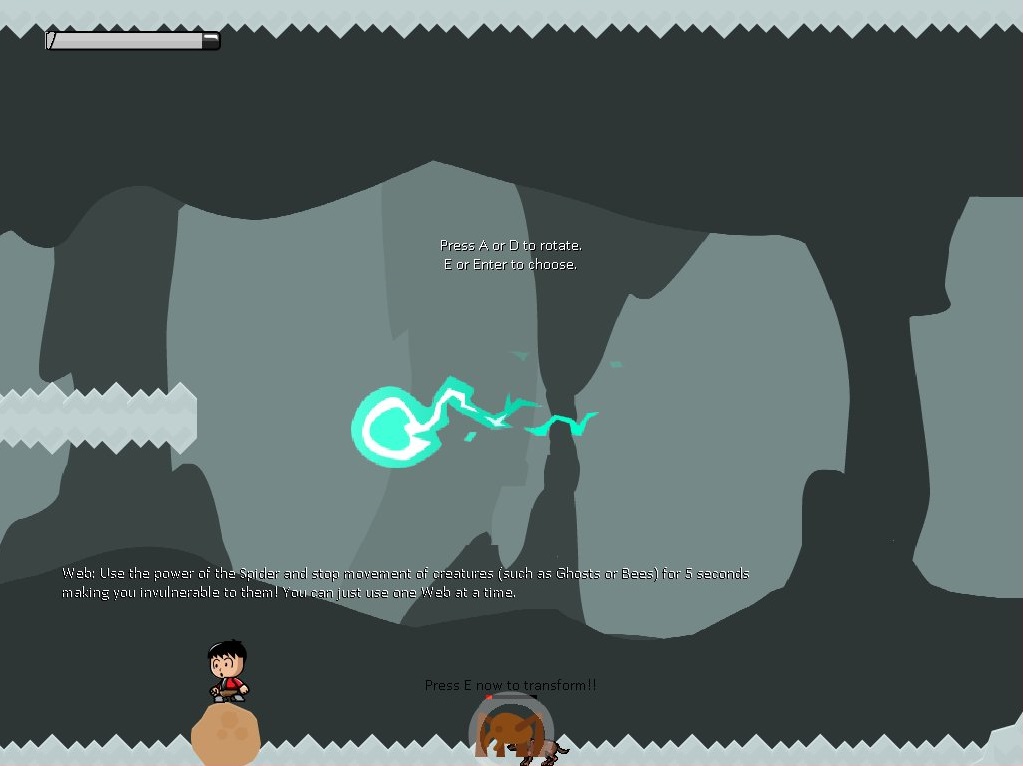 Press A or D to rotate.
E or Enter to choose.
Web: Use the power of the Spider and stop movement of creatures (such as Ghosts or Bees) for 5 seconds
making you invulnerable to them! You can just use one Web at a time.
Press E now to transform!!